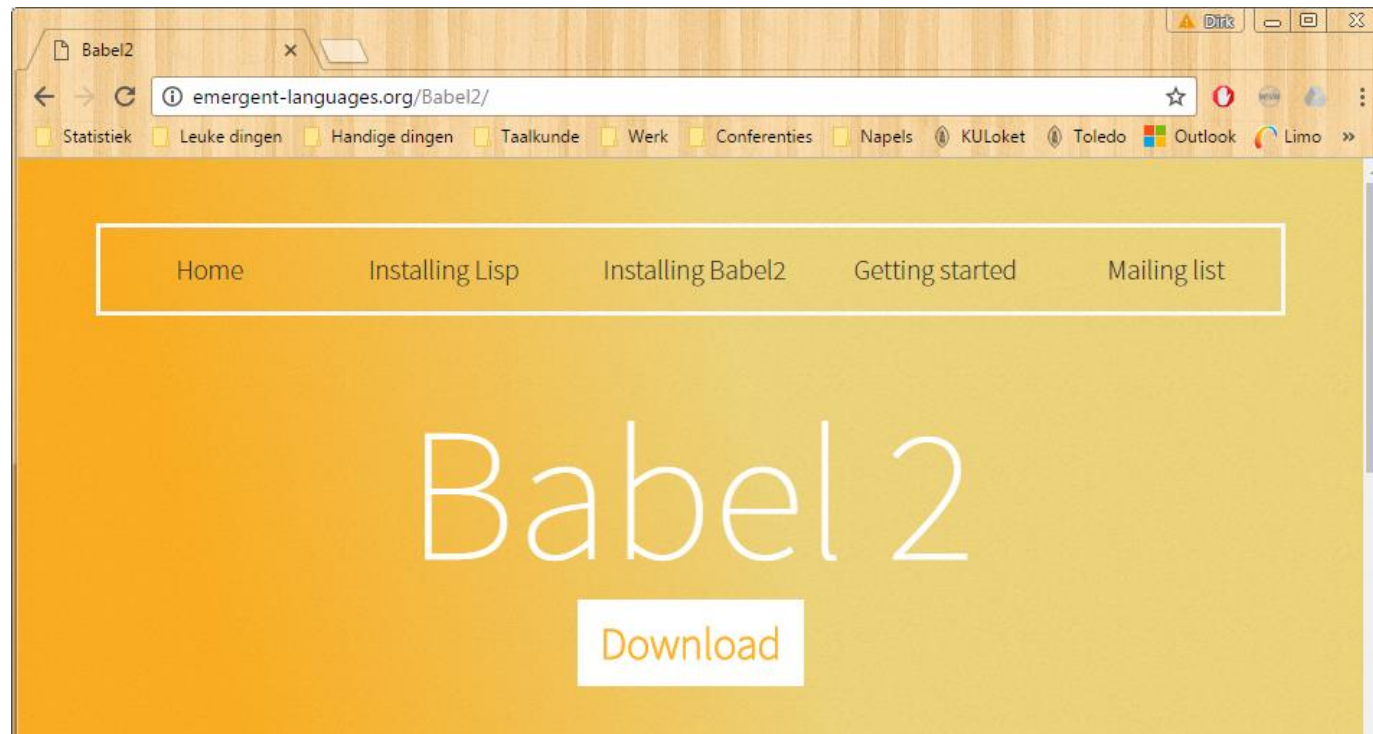 Dirk
Babel2
emergent-languages.org/Babel2/
Statistiek Leuke dingen Handige dingen Taalkunde Werk Conferenties Napels KULoket Toledo Outlook Limo »
Home Installing Lisp Installing Babel2 Getting started Mailing list
Babel 2
Download